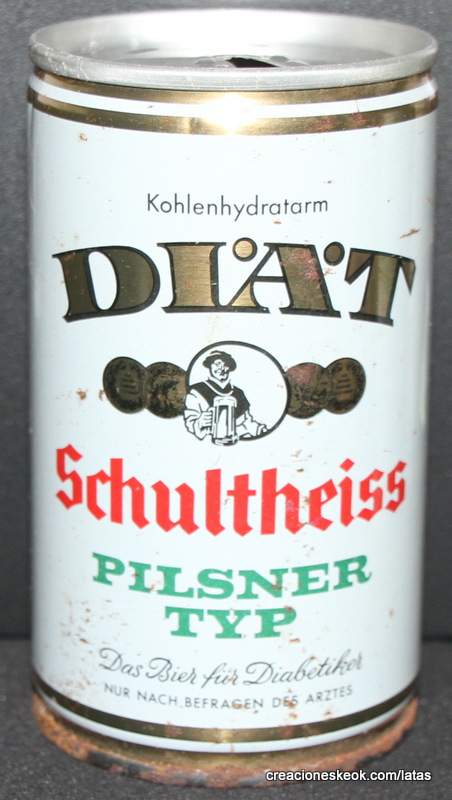 Kohlenhydratarm
DIÄT
Schultheiss
PILSNER
TYP
Das Bier für Diabetiker
NUR NACH BEFRAGEN DES ARZTES
creacioneskeok.com/latas